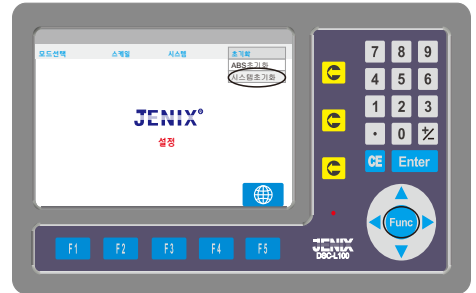 모드선택 스케일 시스템 초기화
ABS초기화
시스템초기화
JENIX®
설정
7 8 9
4 5 6
1 2 3
· 0 +/-
CE Enter
Func
F1 F2 F3 F4 F5
JENIX
DSC-L100